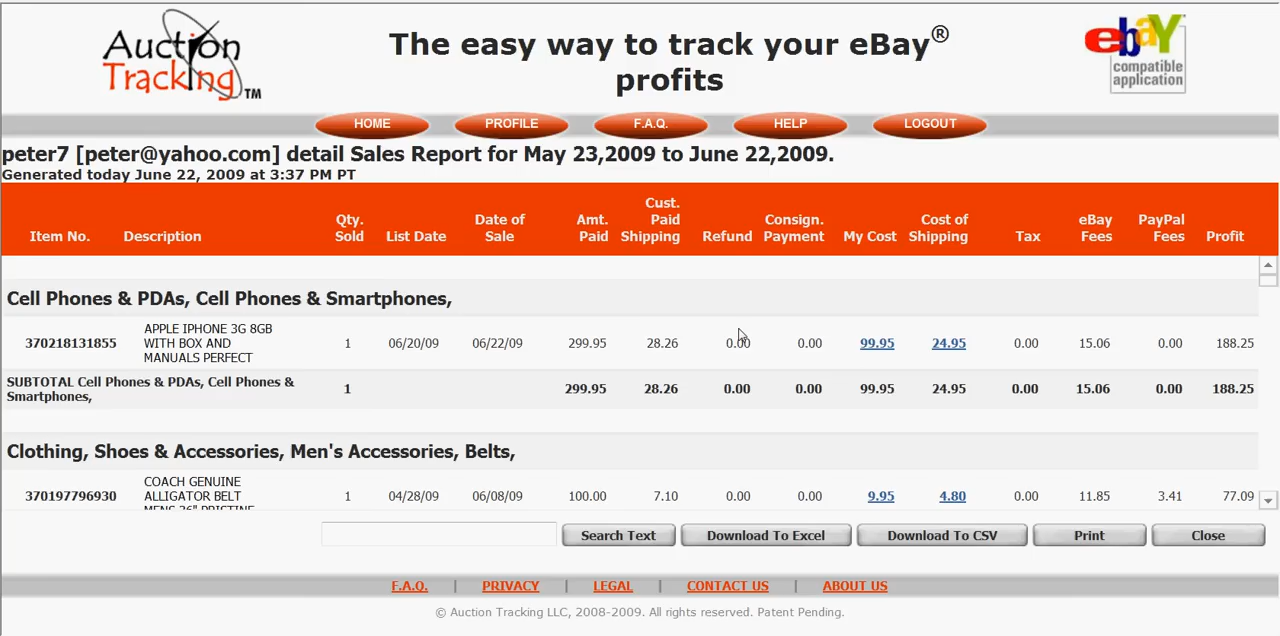 Auction
Tracking TM
The easy way to track your eBay®
profits
ebaY
compatible
application
HOME PROFILE F.A.Q. HELP LOGOUT
peter7 [peter@yahoo.com] detail Sales Report for May 23,2009 to June 22,2009.
Generated today June 22, 2009 at 3:37 PM PT
Item No. Description Qty. Sold List Date Date of Sale Amt. Paid Cust. Paid Shipping Refund Consign. Payment My Cost Cost of Shipping Tax eBay Fees PayPal Fees Profit
Cell Phones & PDAs, Cell Phones & Smartphones,
370218131855 APPLE IPHONE 3G 8GB WITH BOX AND MANUALS PERFECT 1 06/20/09 06/22/09 299.95 28.26 0.00 0.00 99.95 24.95 0.00 15.06 0.00 188.25
SUBTOTAL Cell Phones & PDAs, Cell Phones & Smartphones, 1 299.95 28.26 0.00 0.00 99.95 24.95 0.00 15.06 0.00 188.25
Clothing, Shoes & Accessories, Men's Accessories, Belts,
370197796930 COACH GENUINE ALLIGATOR BELT MENS 36" PRISTINE 1 04/28/09 06/08/09 100.00 7.10 0.00 0.00 9.95 4.80 0.00 11.85 3.41 77.09
Search Text Download To Excel Download To CSV Print Close
F.A.Q. | PRIVACY | LEGAL | CONTACT US | ABOUT US
© Auction Tracking LLC, 2008-2009. All rights reserved. Patent Pending.